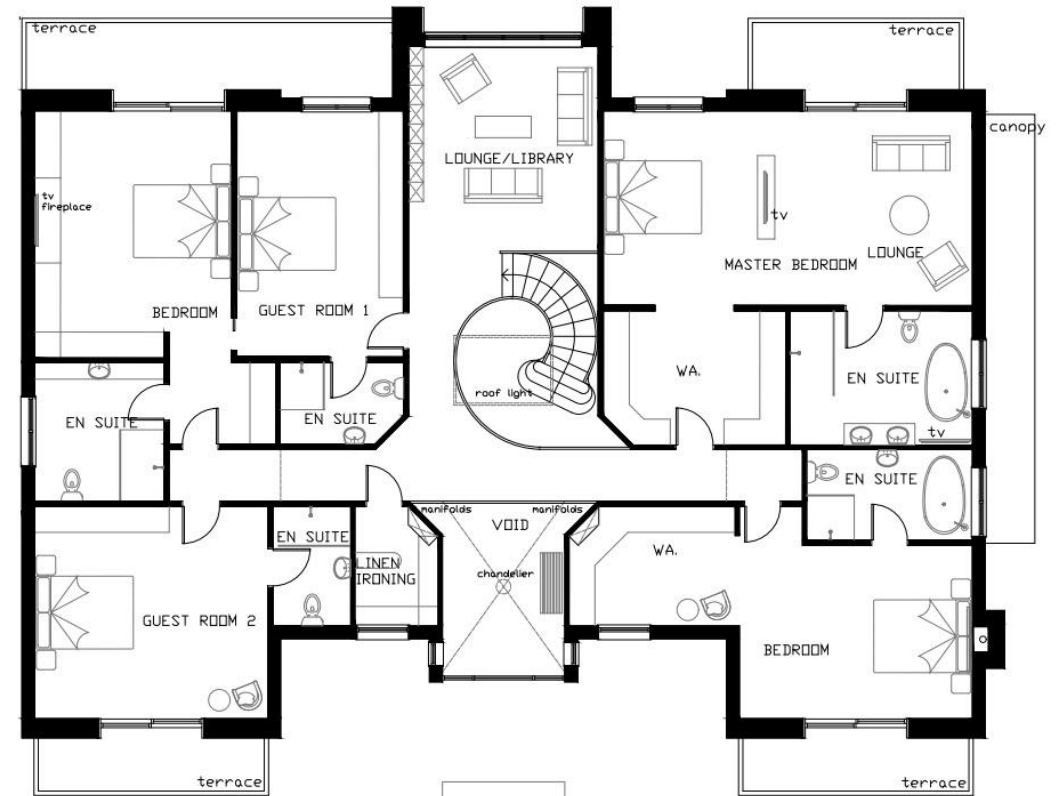 terrace
terrace
canopy
LOUNGE/LIBRARY
tv
fireplace
tv
LOUNGE
MASTER BEDROOM
BEDROOM
GUEST ROOM 1
WA.
EN SUITE
roof light
EN SUITE
EN SUITE
tv
EN SUITE
manifolds
manifolds
VOID
EN SUITE
WA.
LINEN
IRONING
chandelier
GUEST ROOM 2
BEDROOM
terrace
terrace